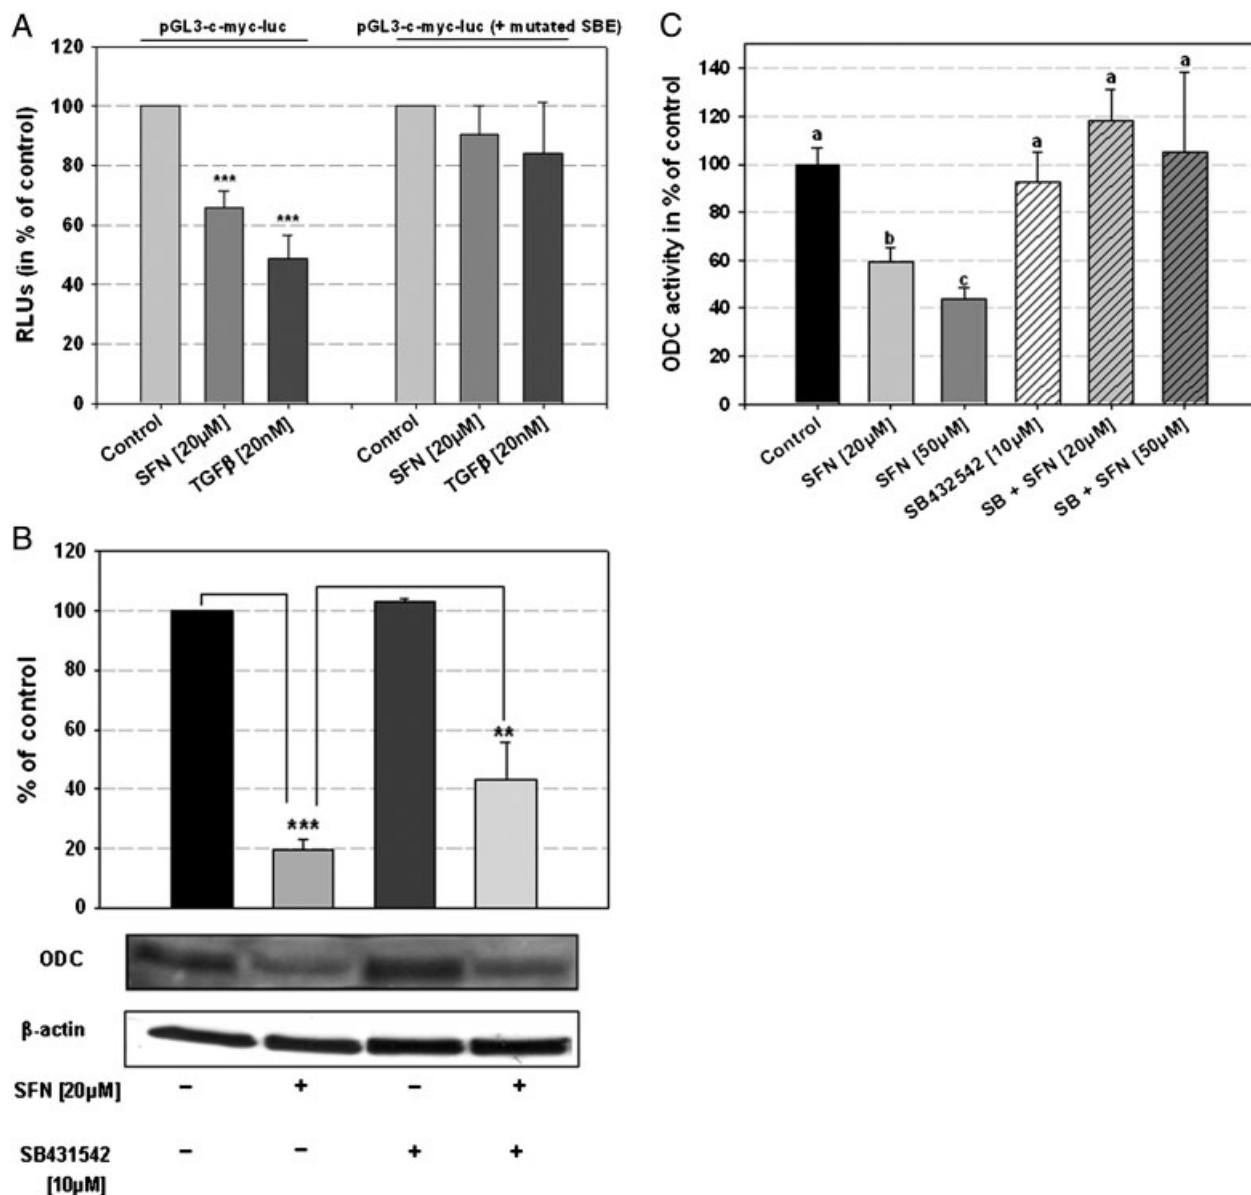 A
pGL3-c-myc-luc
pGL3-c-myc-luc (+ mutated SBE)
RLUs (in % of control)
120
100
80
60
40
20
0
***
***
Control
SFN [20µM]
TGFβ [20nM]
Control
SFN [20µM]
TGFβ [20nM]
B
% of control
120
100
80
60
40
20
0
***
**
ODC
β-actin
SFN [20µM] − + − +
SB431542 − − + +
[10µM]
C
ODC activity in % of control
140
120
100
80
60
40
20
0
a
b
c
a
a
a
Control
SFN [20µM]
SFN [50µM]
SB432542 [10µM]
SB + SFN [20µM]
SB + SFN [50µM]